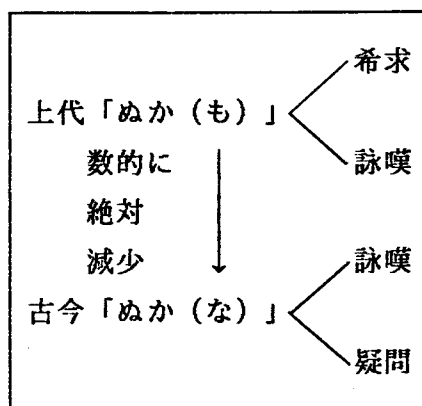 希求
上代「ぬか(も)」
詠嘆
数的に
絶対
減少
詠嘆
古今「ぬか(な)」
疑問